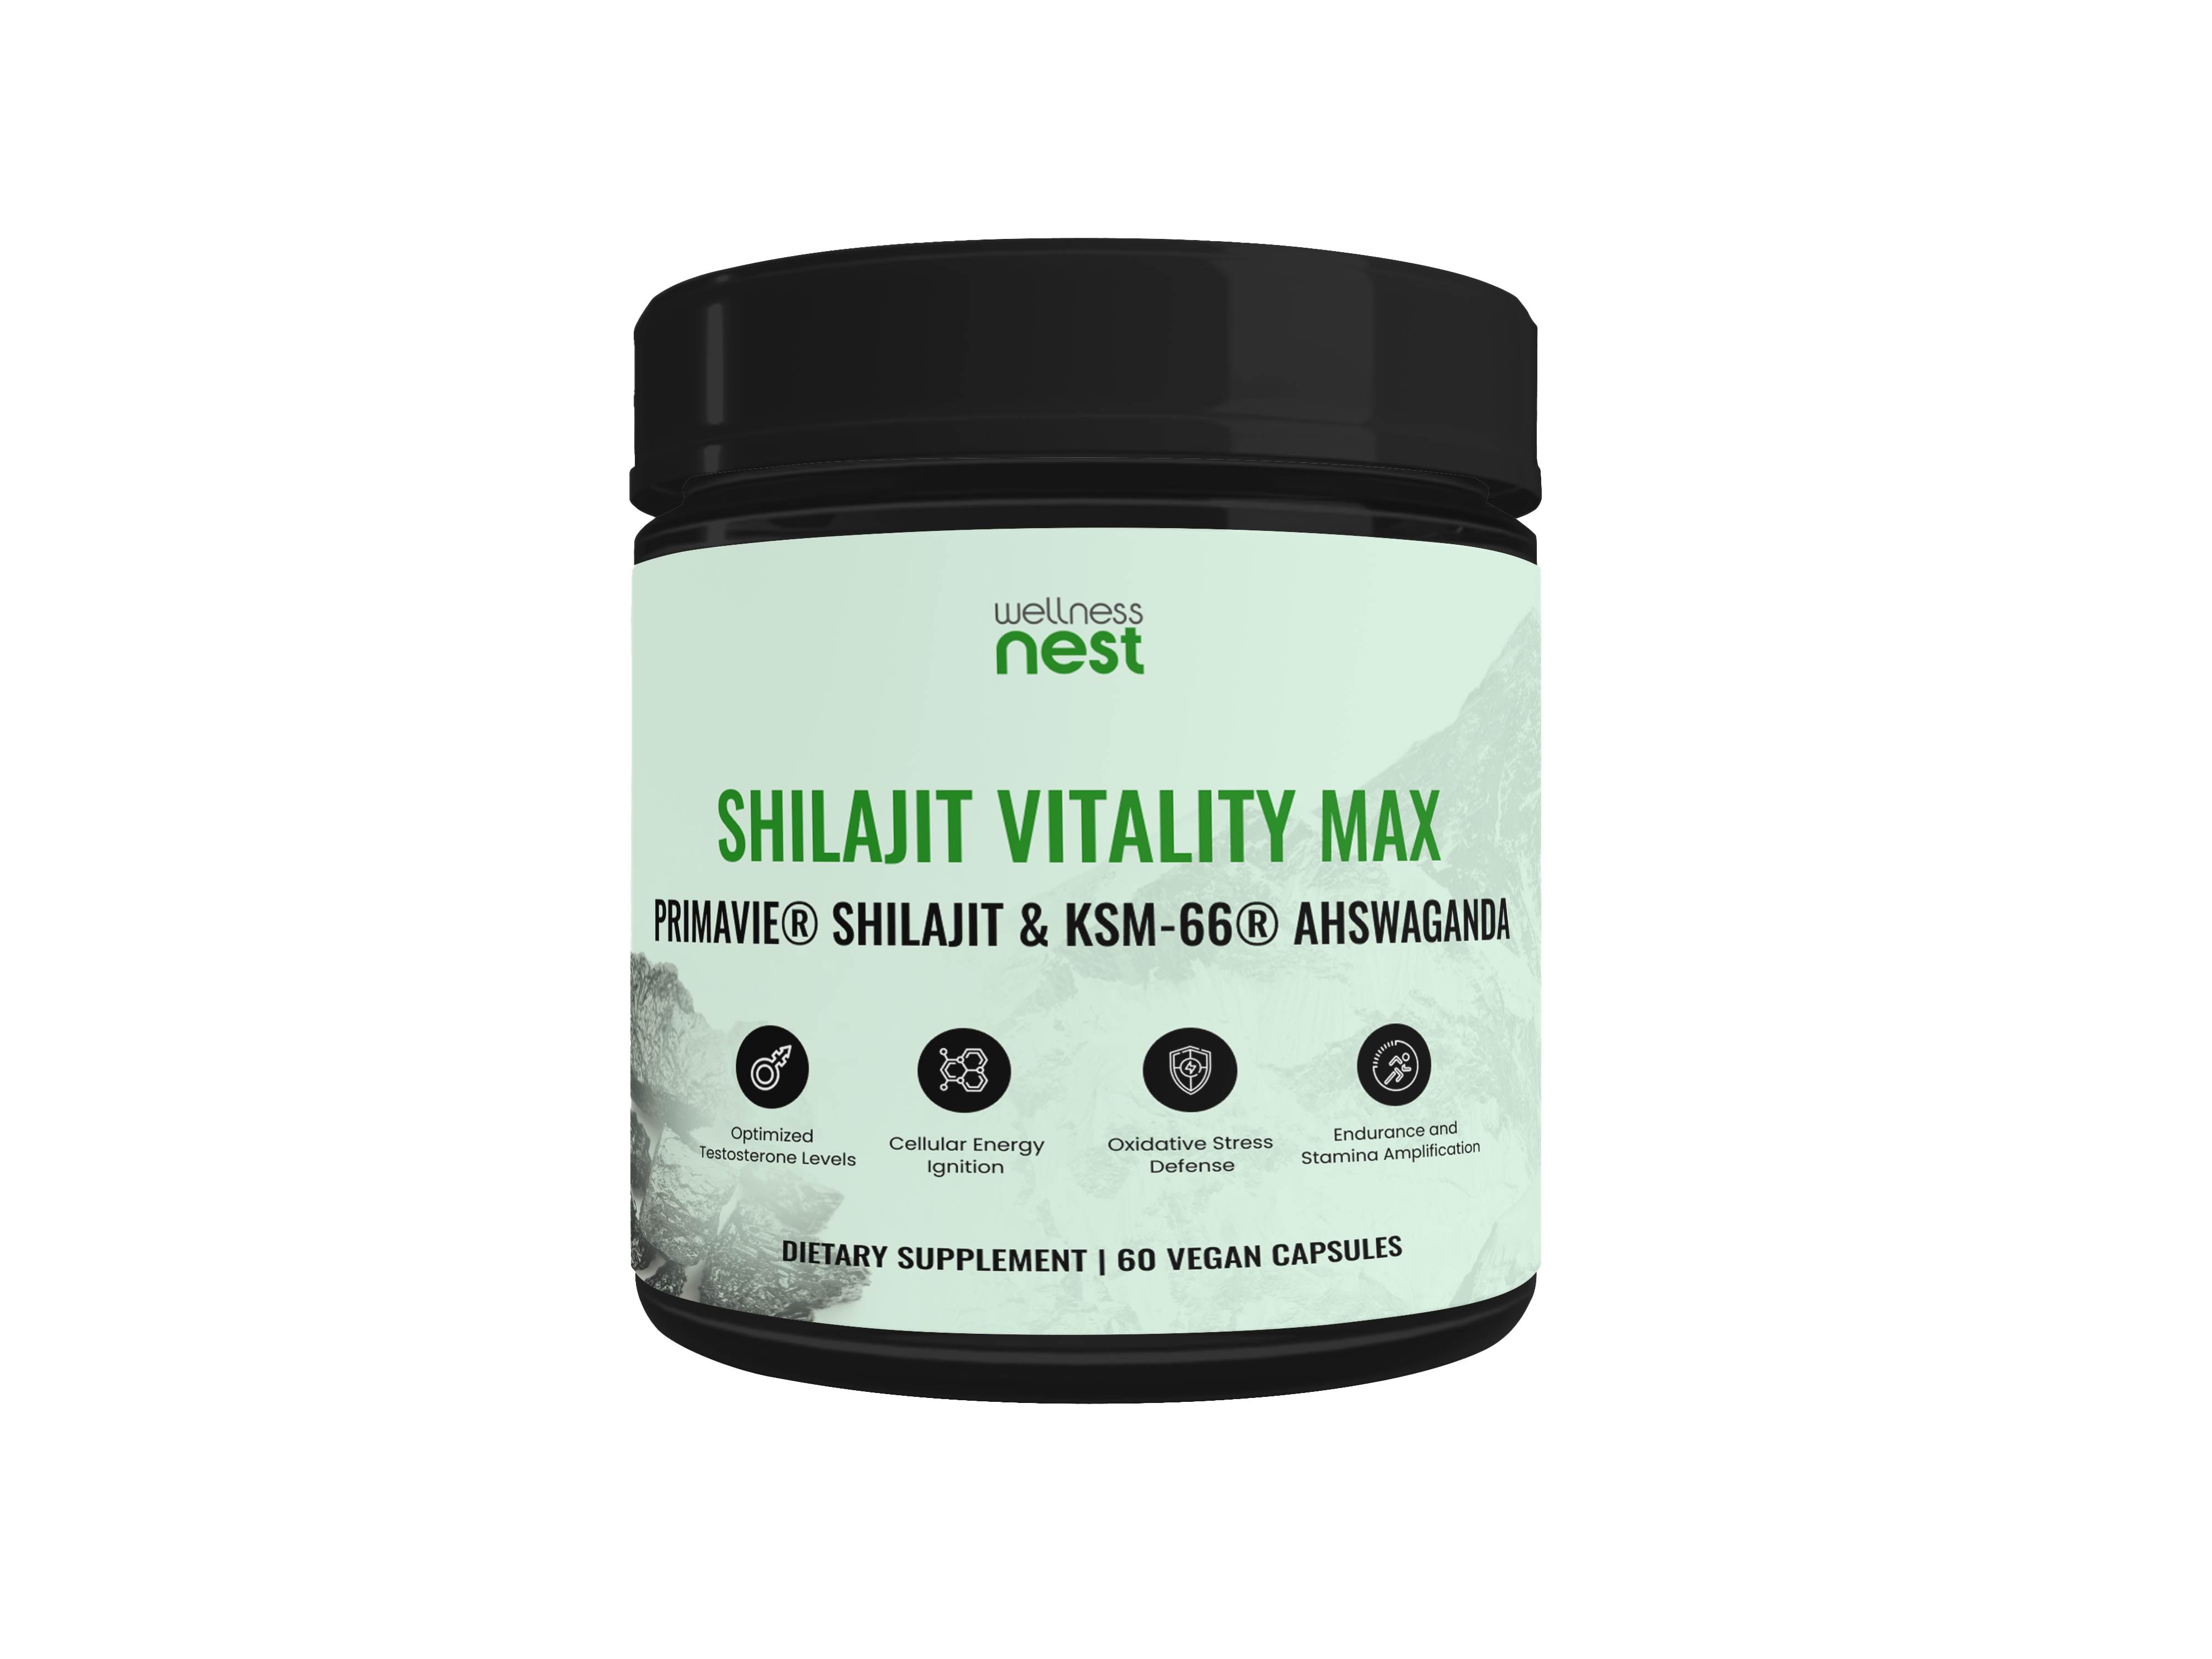 wellness
nest
SHILAJIT VITALITY MAX
PRIMAVIE® SHILAJIT & KSM-66® AHSWAGANDA
Optimized
Testosterone Levels
Cellular Energy
Ignition
Oxidative Stress
Defense
Endurance and
Stamina Amplification
DIETARY SUPPLEMENT | 60 VEGAN CAPSULES